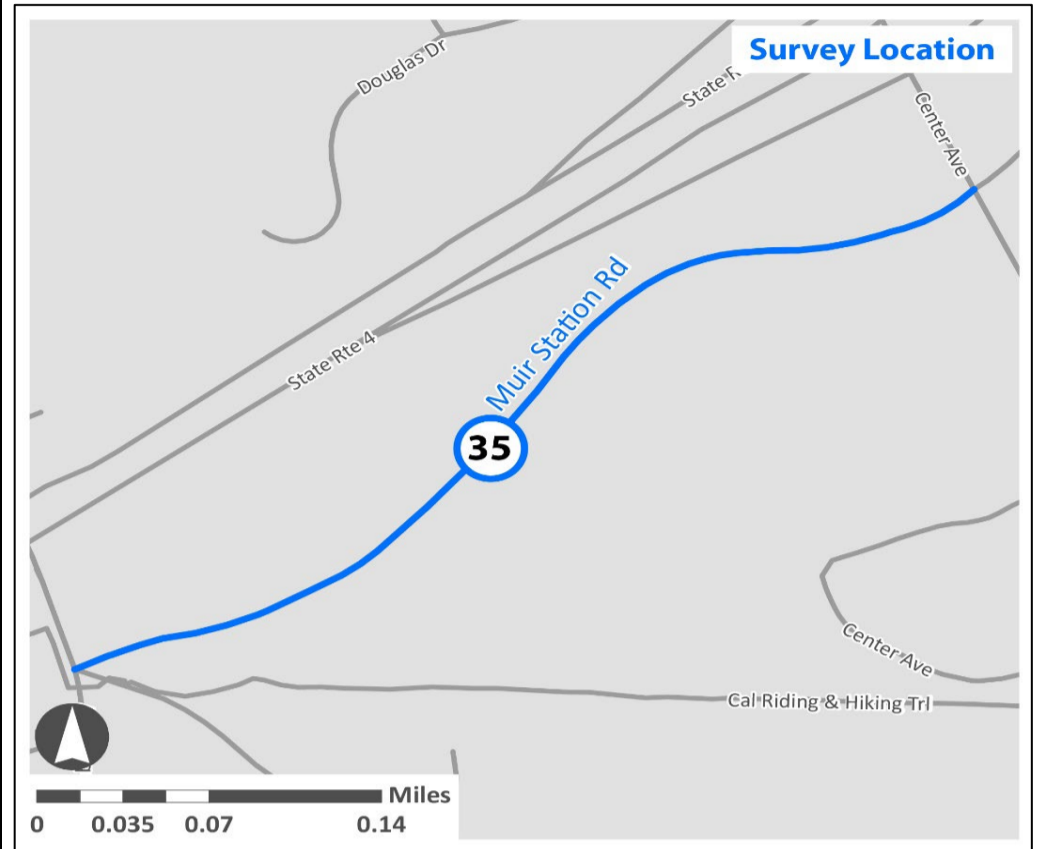 Survey Location
Douglas Dr
State R
Center Ave
Muir Station Rd
State Rte 4
35
Center Ave
Cal Riding & Hiking Trl
Miles
0 0.035 0.07 0.14